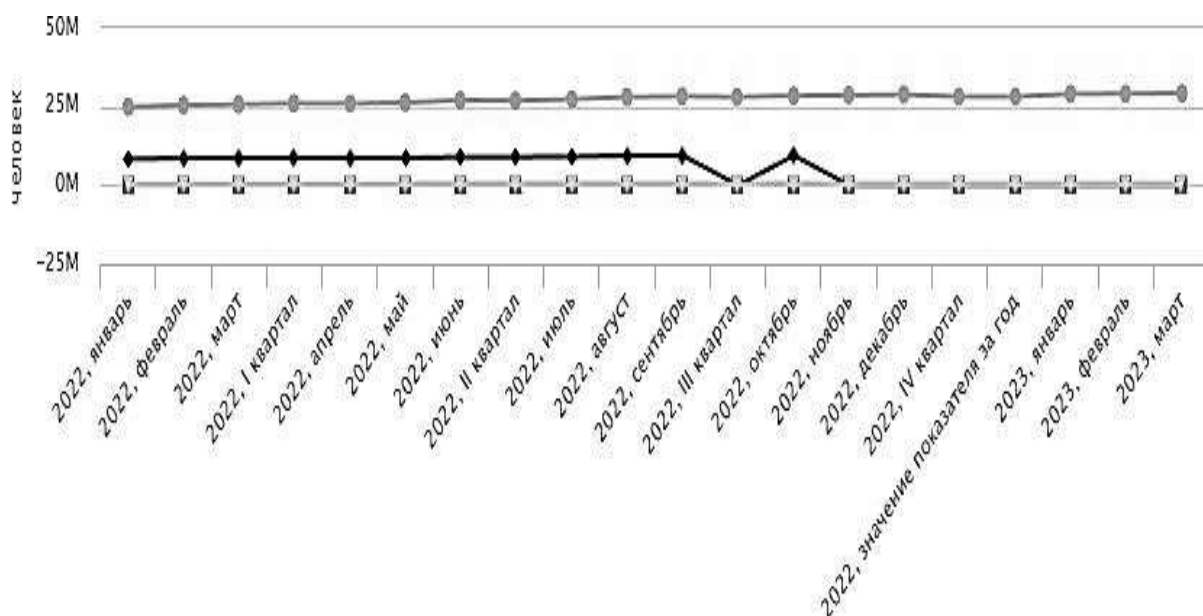 50M
25M
0M
−25M
человек
2022, январь
2022, февраль
2022, март
2022, I квартал
2022, апрель
2022, май
2022, июнь
2022, II квартал
2022, июль
2022, август
2022, сентябрь
2022, III квартал
2022, октябрь
2022, ноябрь
2022, декабрь
2022, IV квартал
2022, значение показателя за год
2023, январь
2023, февраль
2023, март